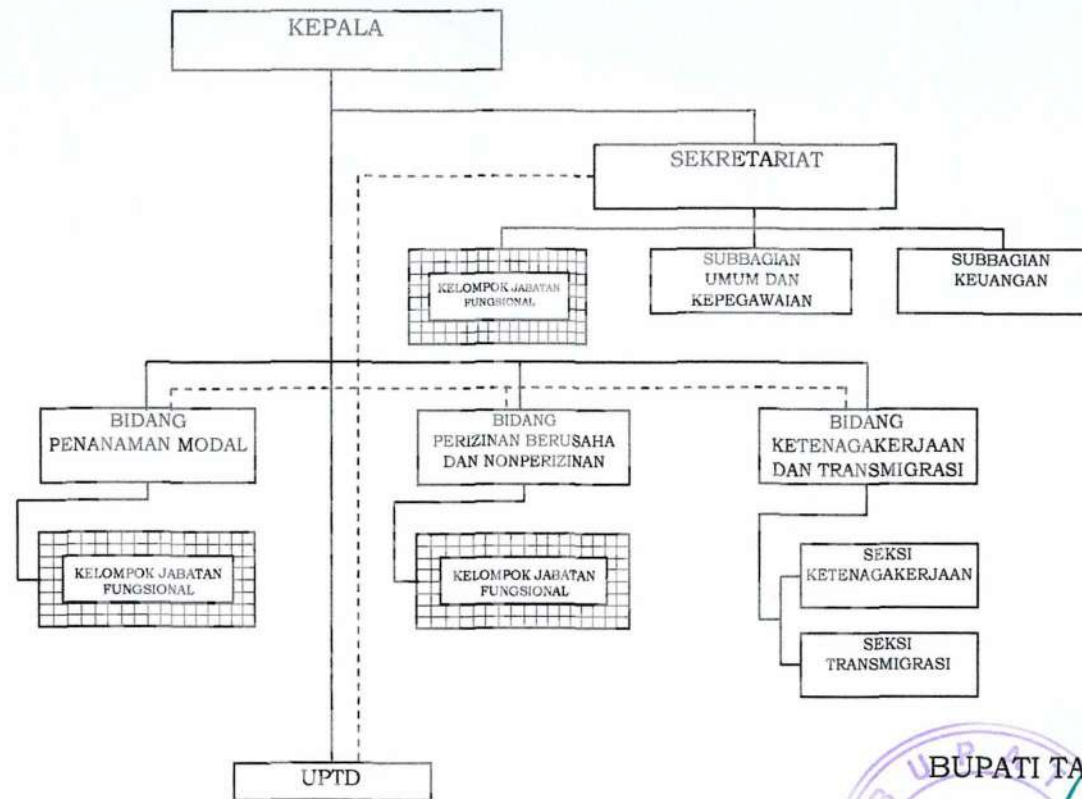 KEPALA
SEKRETARIAT
KELOMPOK JABATAN
FUNGSIONAL
SUBBAGIAN
UMUM DAN
KEPEGAWAIAN
SUBBAGIAN
KEUANGAN
BIDANG
PENANAMAN MODAL
BIDANG
PERIZINAN BERUSAHA
DAN NONPERIZINAN
BIDANG
KETENAGAKERJAAN
DAN TRANSMIGRASI
KELOMPOK JABATAN
FUNGSIONAL
KELOMPOK JABATAN
FUNGSIONAL
SEKSI
KETENAGAKERJAAN
SEKSI
TRANSMIGRASI
UPTD
BUPATI TA